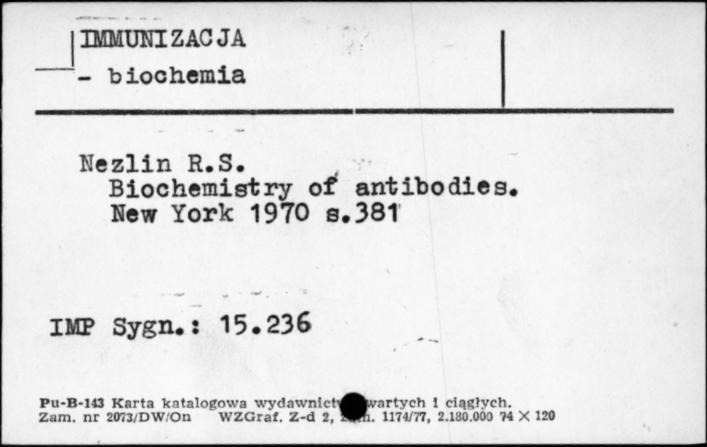 IMMUNIZACJA
- biochemia
Nezlin R.S.
Biochemistry of antibodies.
New York 1970 s.381
IMP Sygn.: 15.236
Pu-B-143 Karta katalogowa wydawnictw zwartych i ciągłych.
Zam. nr 2073/DW/On WZGraf. Z-d 2, 1174/77, 2.180.000 74 X 120